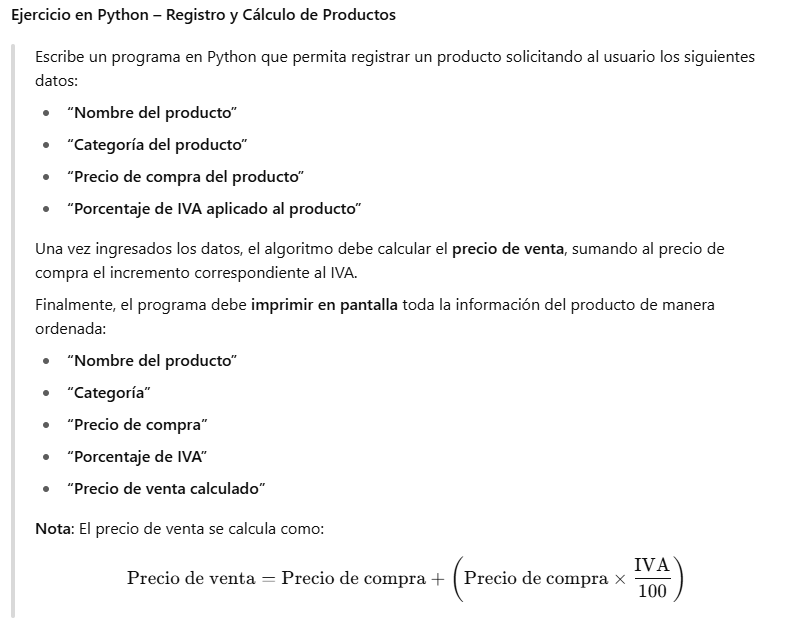 Ejercicio en Python – Registro y Cálculo de Productos
Escribe un programa en Python que permita registrar un producto solicitando al usuario los siguientes
datos:
• “Nombre del producto”
• “Categoría del producto”
• “Precio de compra del producto”
• “Porcentaje de IVA aplicado al producto”
Una vez ingresados los datos, el algoritmo debe calcular el precio de venta, sumando al precio de
compra el incremento correspondiente al IVA.
Finalmente, el programa debe imprimir en pantalla toda la información del producto de manera
ordenada:
• “Nombre del producto”
• “Categoría”
• “Precio de compra”
• “Porcentaje de IVA”
• “Precio de venta calculado”
Nota: El precio de venta se calcula como:
Precio de venta = Precio de compra + (Precio de compra × IVA/100)